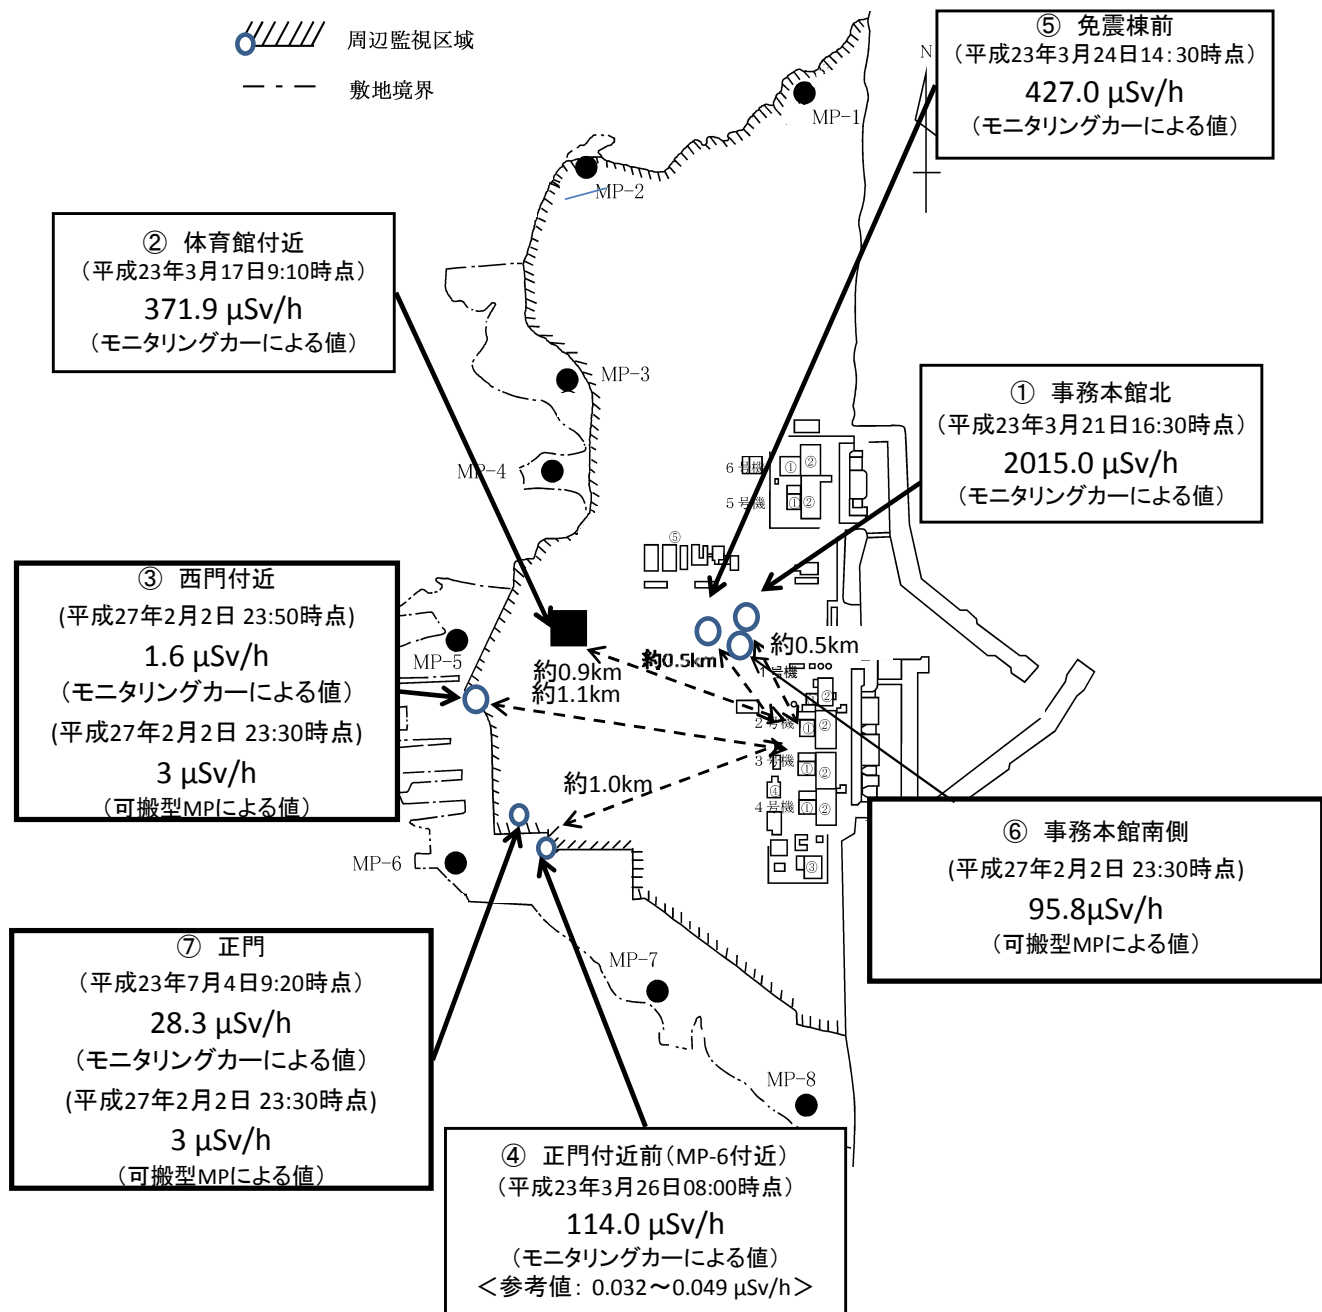 周辺監視区域
敷地境界
⑤ 免震棟前
(平成23年3月24日14:30時点)
427.0 μSv/h
(モニタリングカーによる値)
N
MP-1
MP-2
② 体育館付近
(平成23年3月17日9:10時点)
371.9 μSv/h
(モニタリングカーによる値)
MP-3
MP-4
① 事務本館北
(平成23年3月21日16:30時点)
2015.0 μSv/h
(モニタリングカーによる値)
6号機
① ②
5号機
① ②
⑤
③ 西門付近
(平成27年2月2日 23:50時点)
1.6 μSv/h
(モニタリングカーによる値)
(平成27年2月2日 23:30時点)
3 μSv/h
(可搬型MPによる値)
MP-5
約0.9km
約1.1km
約0.5km
約0.5km
1号機
②
2号機
① ②
3号機
① ②
④
4号機
① ②
③
約1.0km
MP-6
⑥ 事務本館南側
(平成27年2月2日 23:30時点)
95.8μSv/h
(可搬型MPによる値)
⑦ 正門
(平成23年7月4日9:20時点)
28.3 μSv/h
(モニタリングカーによる値)
(平成27年2月2日 23:30時点)
3 μSv/h
(可搬型MPによる値)
MP-7
MP-8
④ 正門付近前(MP-6付近)
(平成23年3月26日08:00時点)
114.0 μSv/h
(モニタリングカーによる値)
<参考値: 0.032~0.049 μSv/h>